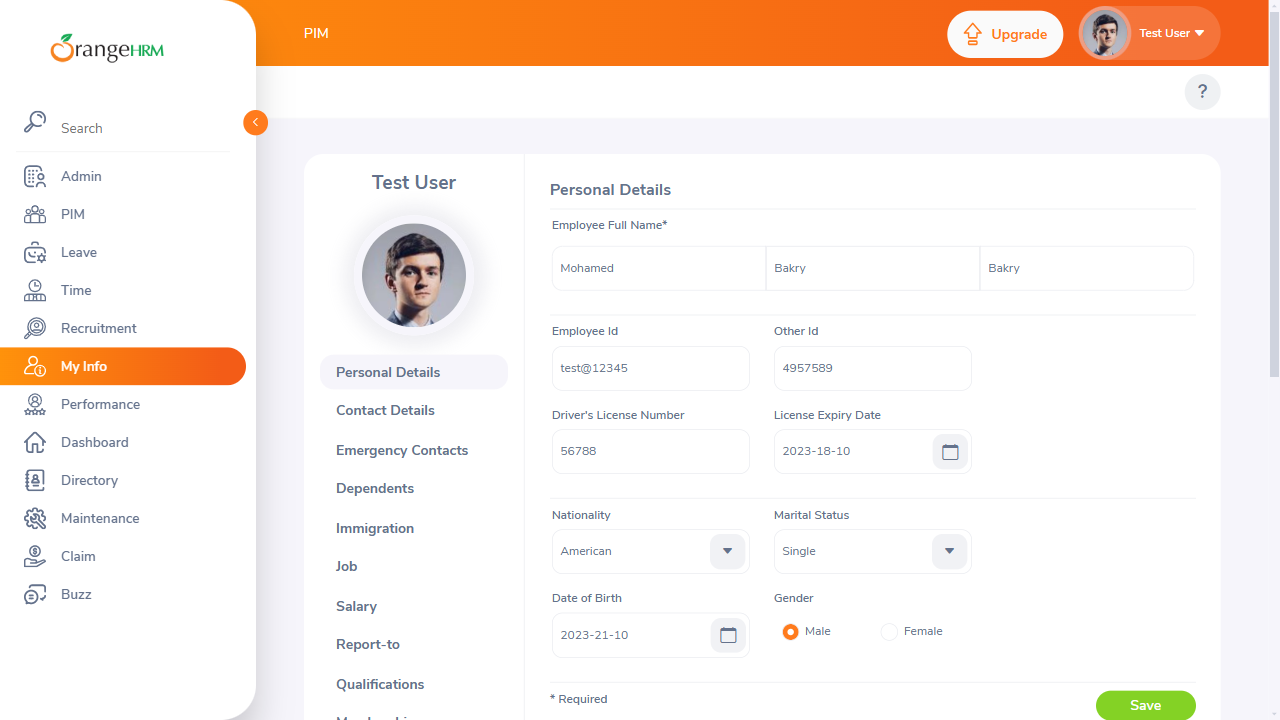 OrangeHRM
PIM
Upgrade
Test User
?
Search
Admin
PIM
Leave
Time
Recruitment
My Info
Performance
Dashboard
Directory
Maintenance
Claim
Buzz
Test User
Personal Details
Contact Details
Emergency Contacts
Dependents
Immigration
Job
Salary
Report-to
Qualifications
Personal Details
Employee Full Name*
Mohamed Bakry Bakry
Employee Id Other Id
test@12345 4957589
Driver's License Number License Expiry Date
56788 2023-18-10
Nationality Marital Status
American Single
Date of Birth Gender
2023-21-10 Male Female
* Required Save